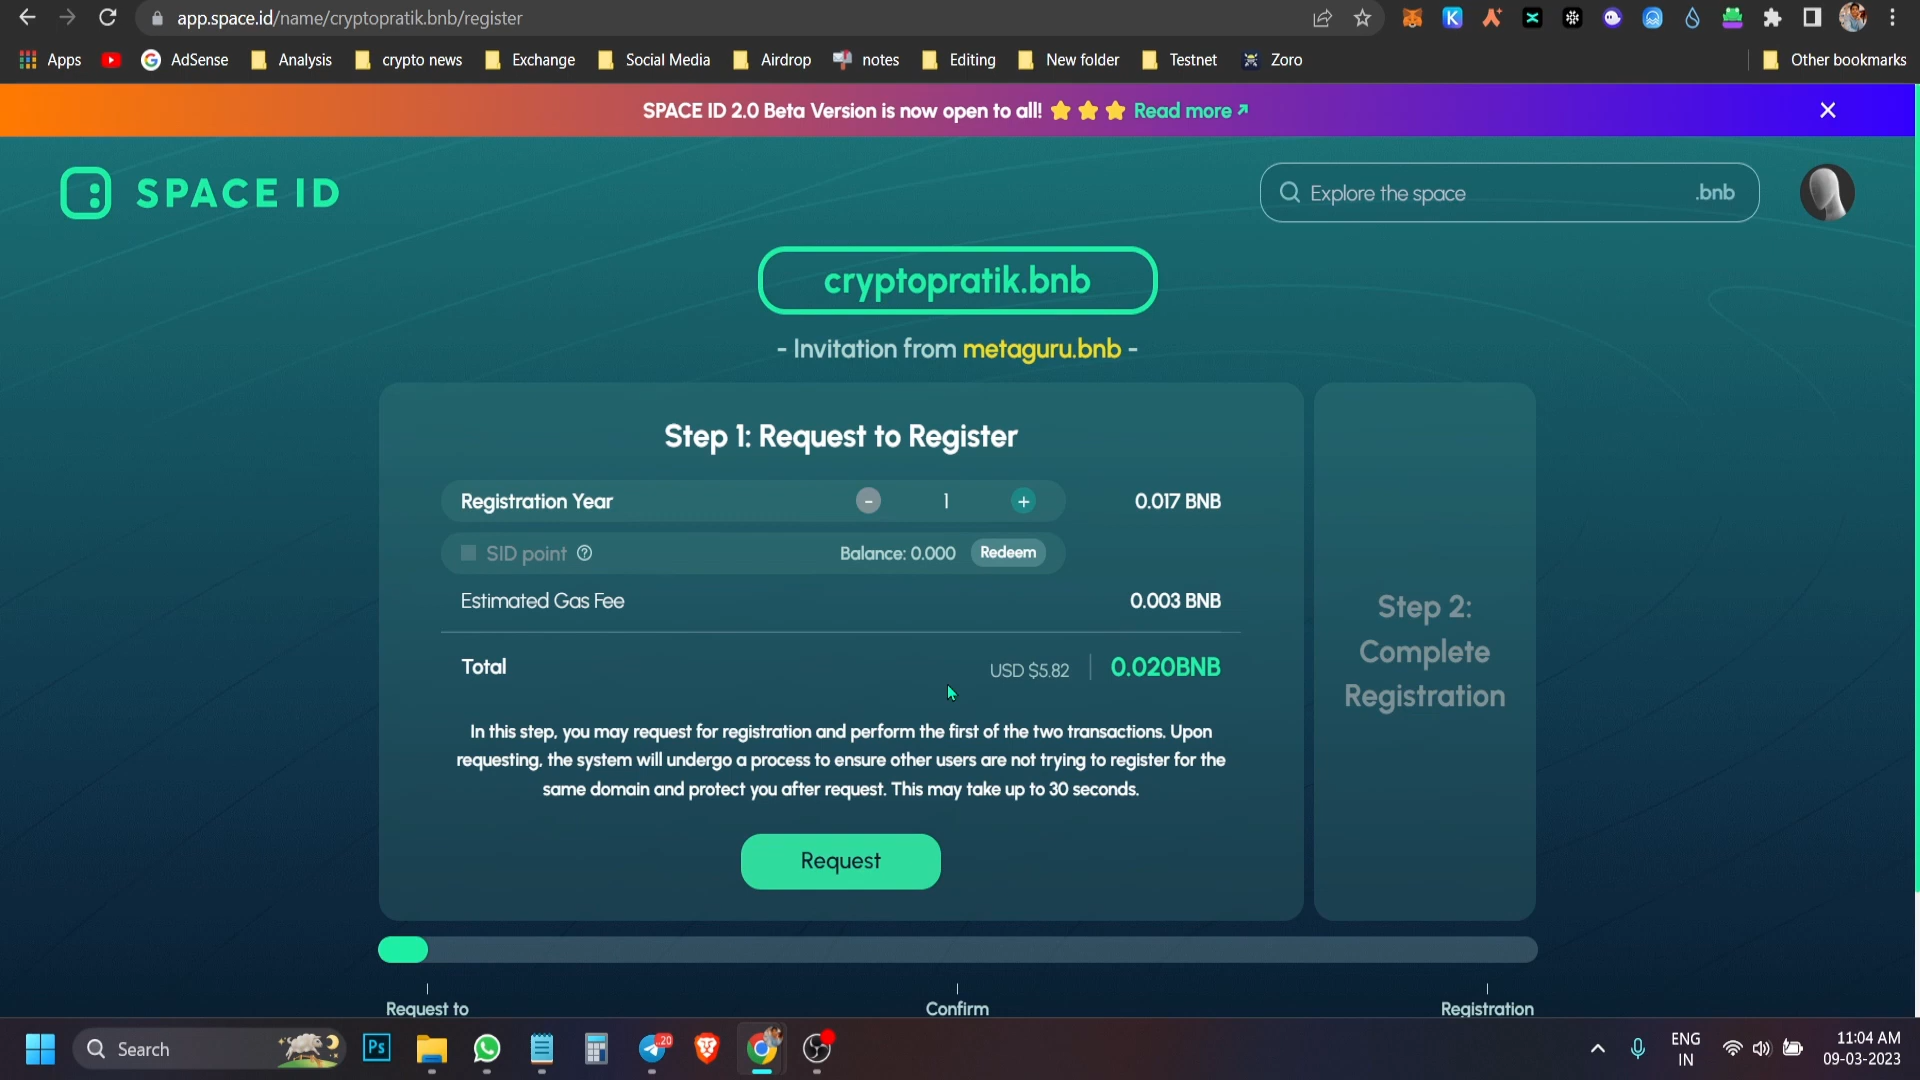 app.space.id/name/cryptopratik.bnb/register
Apps
AdSense
Analysis
crypto news
Exchange
Social Media
Airdrop
notes
Editing
New folder
Testnet
Zoro
Other bookmarks
SPACE ID 2.0 Beta Version is now open to all! ⭐⭐⭐ Read more ↗
SPACE ID
Explore the space
.bnb
cryptopratik.bnb
- Invitation from metaguru.bnb -
Step 1: Request to Register
Registration Year - 1 + 0.017 BNB
SID point Balance: 0.000 Redeem
Estimated Gas Fee 0.003 BNB
Total USD $5.82 0.020BNB
In this step, you may request for registration and perform the first of the two transactions. Upon
requesting, the system will undergo a process to ensure other users are not trying to register for the
same domain and protect you after request. This may take up to 30 seconds.
Request
Step 2:
Complete
Registration
Request to
Confirm
Registration
Search
Ps
20
ENG
IN
11:04 AM
09-03-2023